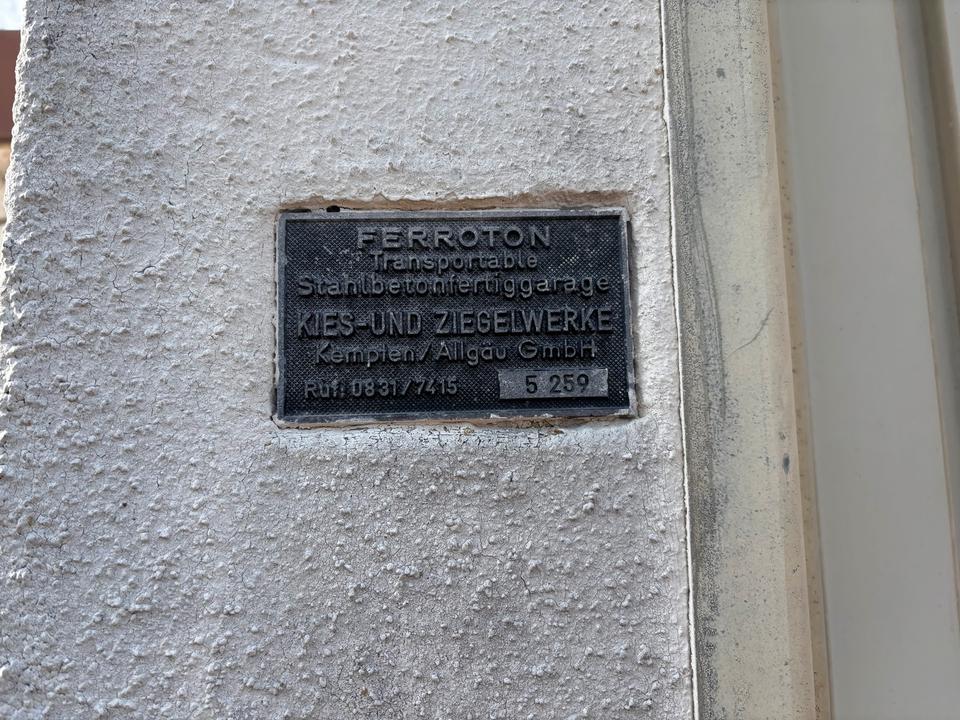 FERROTON
Transportable
Stahlbetonfertiggarage
KIES-UND ZIEGELWERKE
Kempten/Allgäu GmbH
Ruf: 0831/7415 5 259